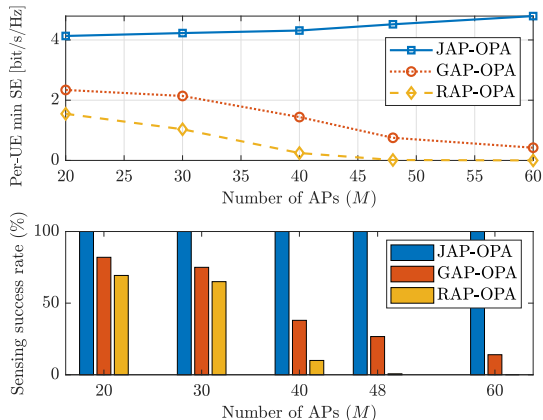 Per-UE min SE [bit/s/Hz]
4
2
0
JAP-OPA
GAP-OPA
RAP-OPA
20 25 30 35 40 45 50 55 60
Number of APs (M)
Sensing success rate (%)
100
50
0
JAP-OPA
GAP-OPA
RAP-OPA
20 30 40 48 60
Number of APs (M)